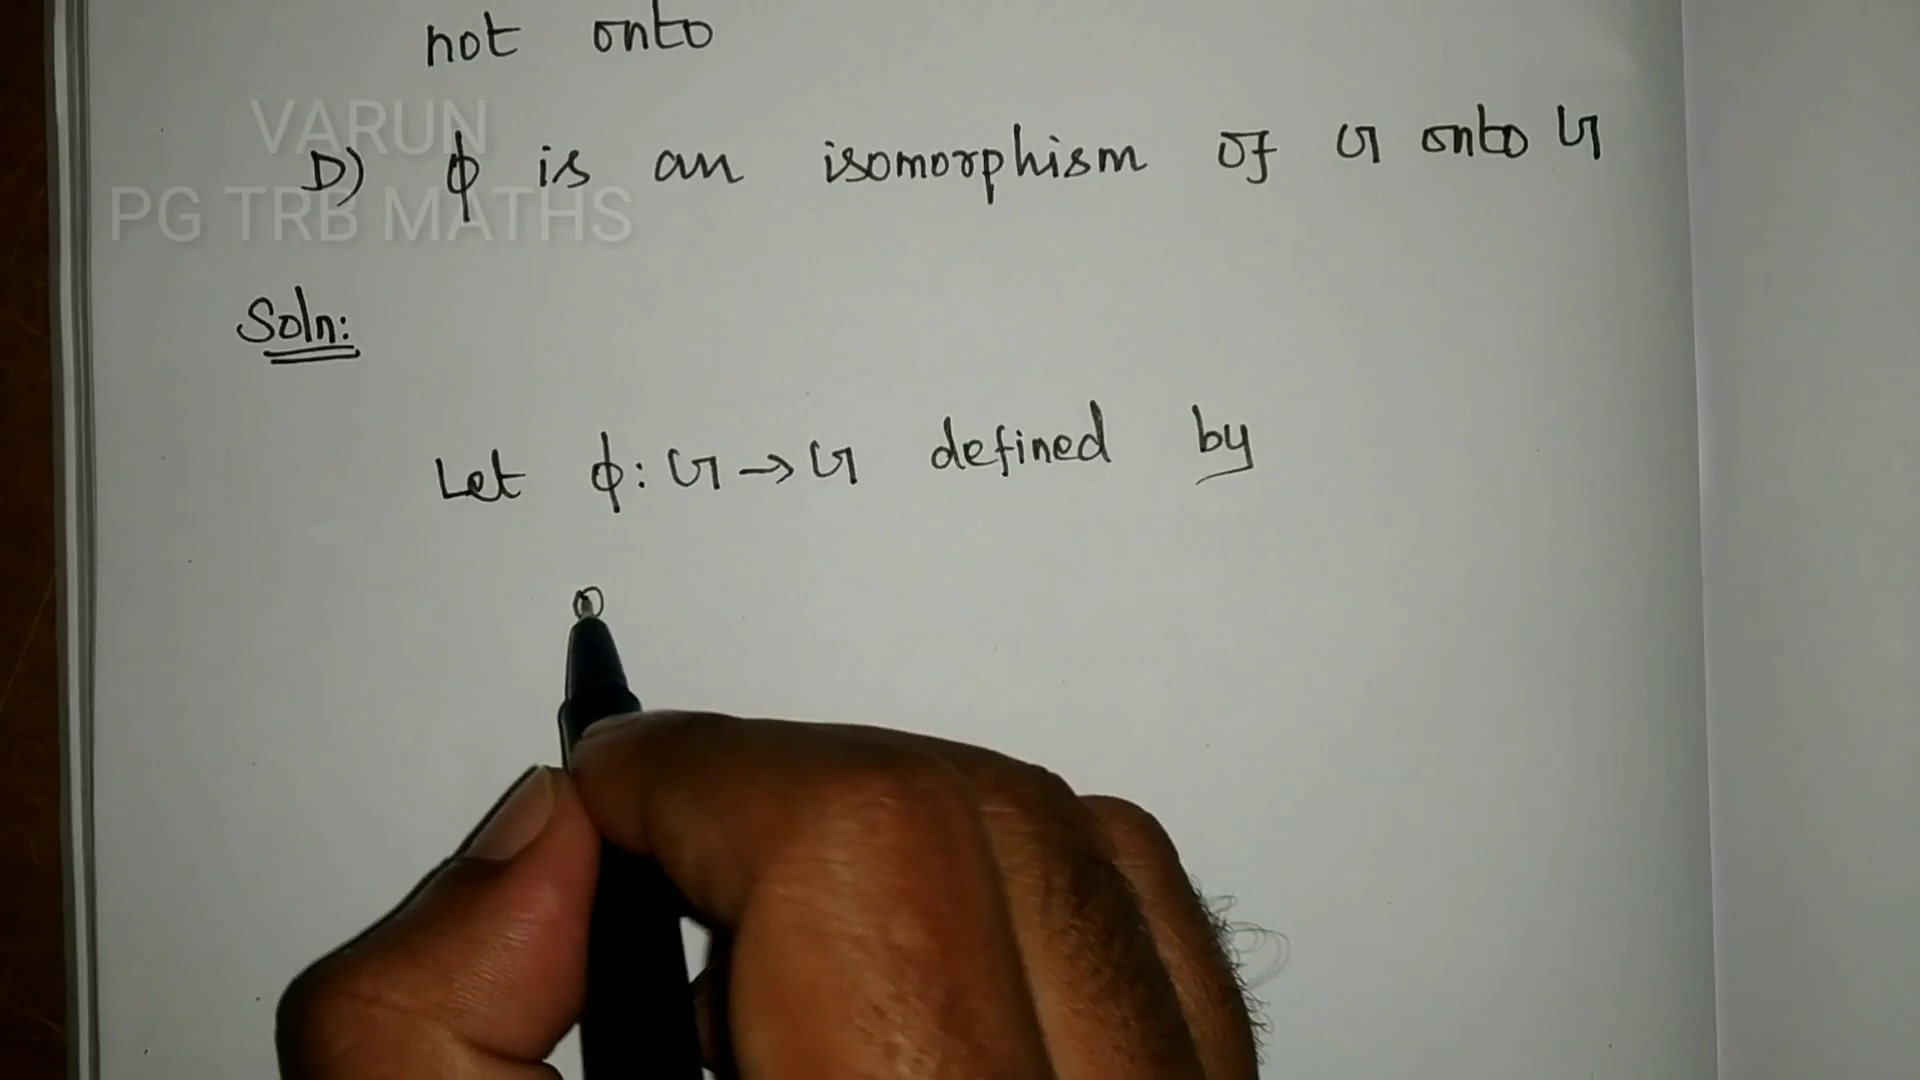 not onto
VARUN
D) ϕ is an isomorphism of G onto G
PG TRB MATHS
Soln:
Let ϕ: G → G defined by